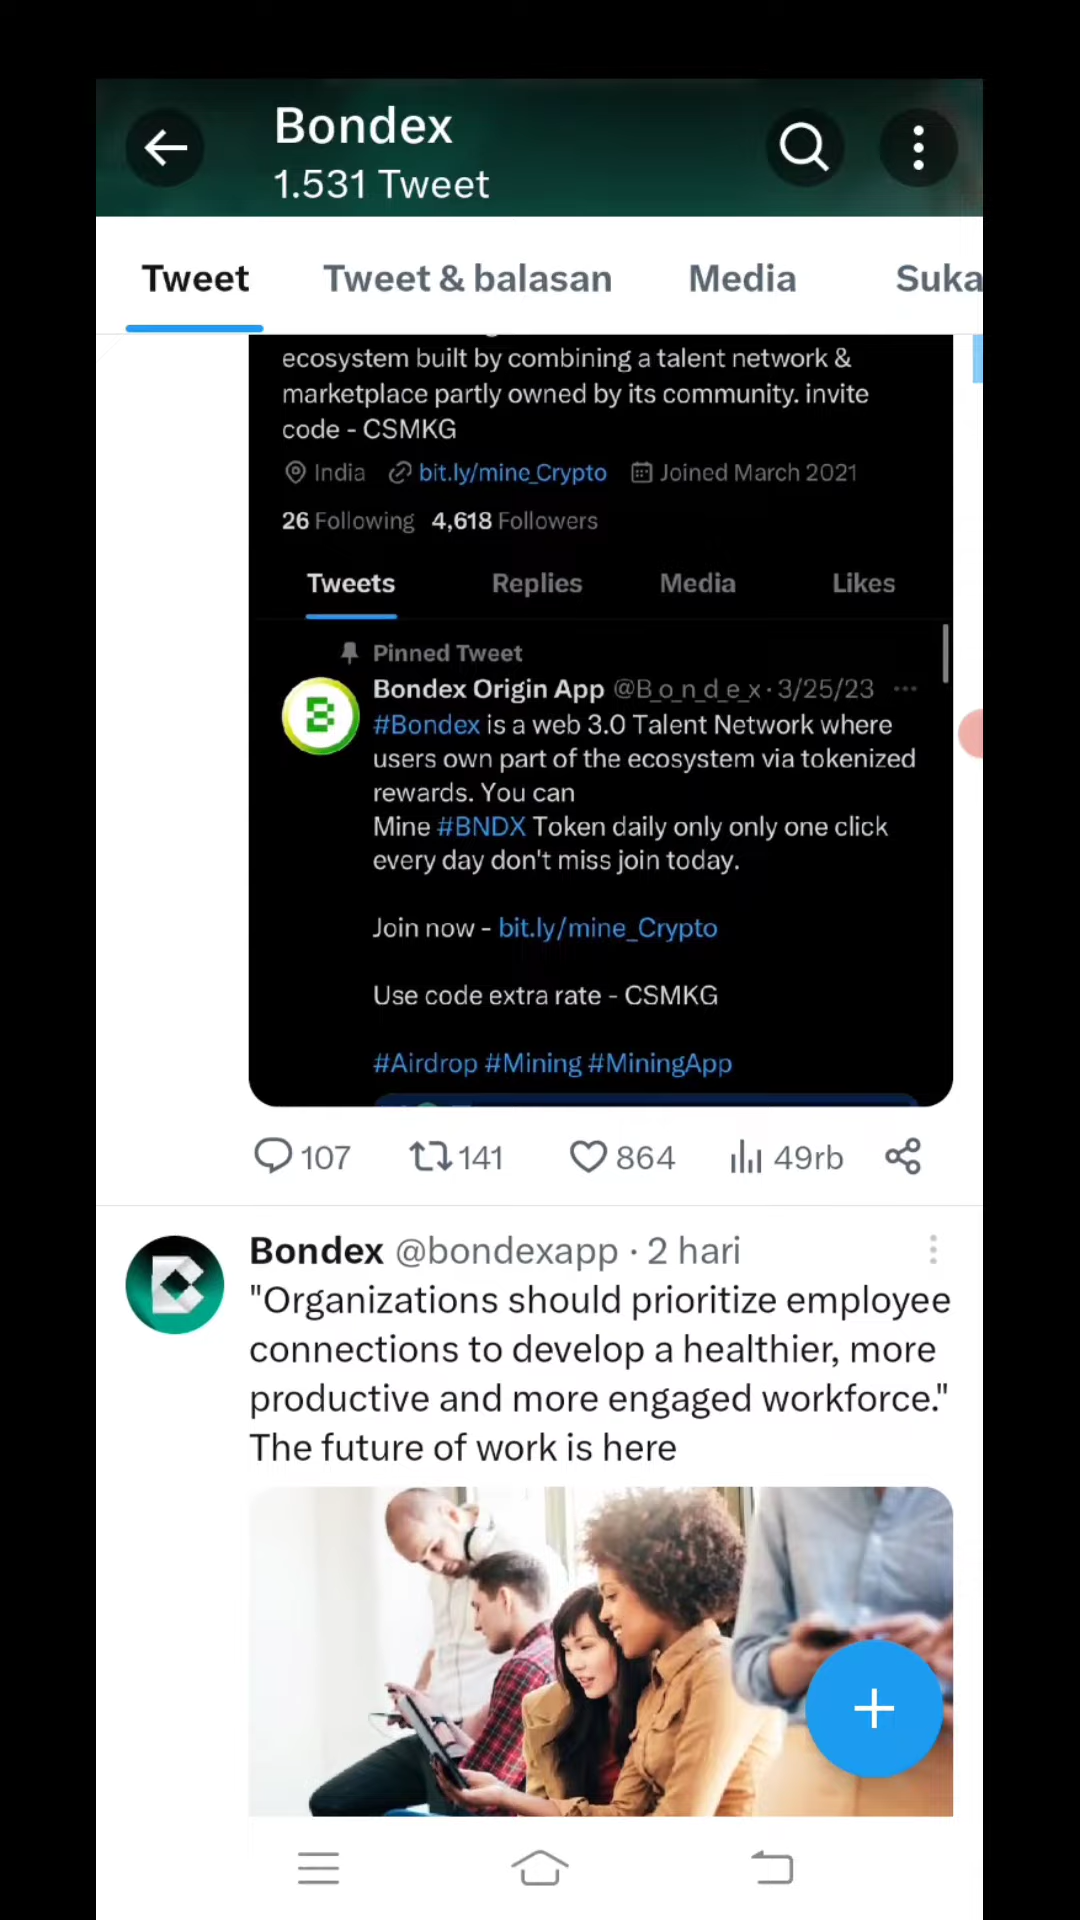 Bondex
1.531 Tweet
Tweet Tweet & balasan Media Suka
ecosystem built by combining a talent network &
marketplace partly owned by its community. invite
code - CSMKG
India bit.ly/mine_Crypto Joined March 2021
26 Following 4,618 Followers
Tweets Replies Media Likes
Pinned Tweet
Bondex Origin App @B_o_n_d_e_x · 3/25/23
#Bondex is a web 3.0 Talent Network where
users own part of the ecosystem via tokenized
rewards. You can
Mine #BNDX Token daily only only one click
every day don't miss join today.
Join now - bit.ly/mine_Crypto
Use code extra rate - CSMKG
#Airdrop #Mining #MiningApp
107 141 864 49rb
Bondex @bondexapp · 2 hari
"Organizations should prioritize employee
connections to develop a healthier, more
productive and more engaged workforce."
The future of work is here